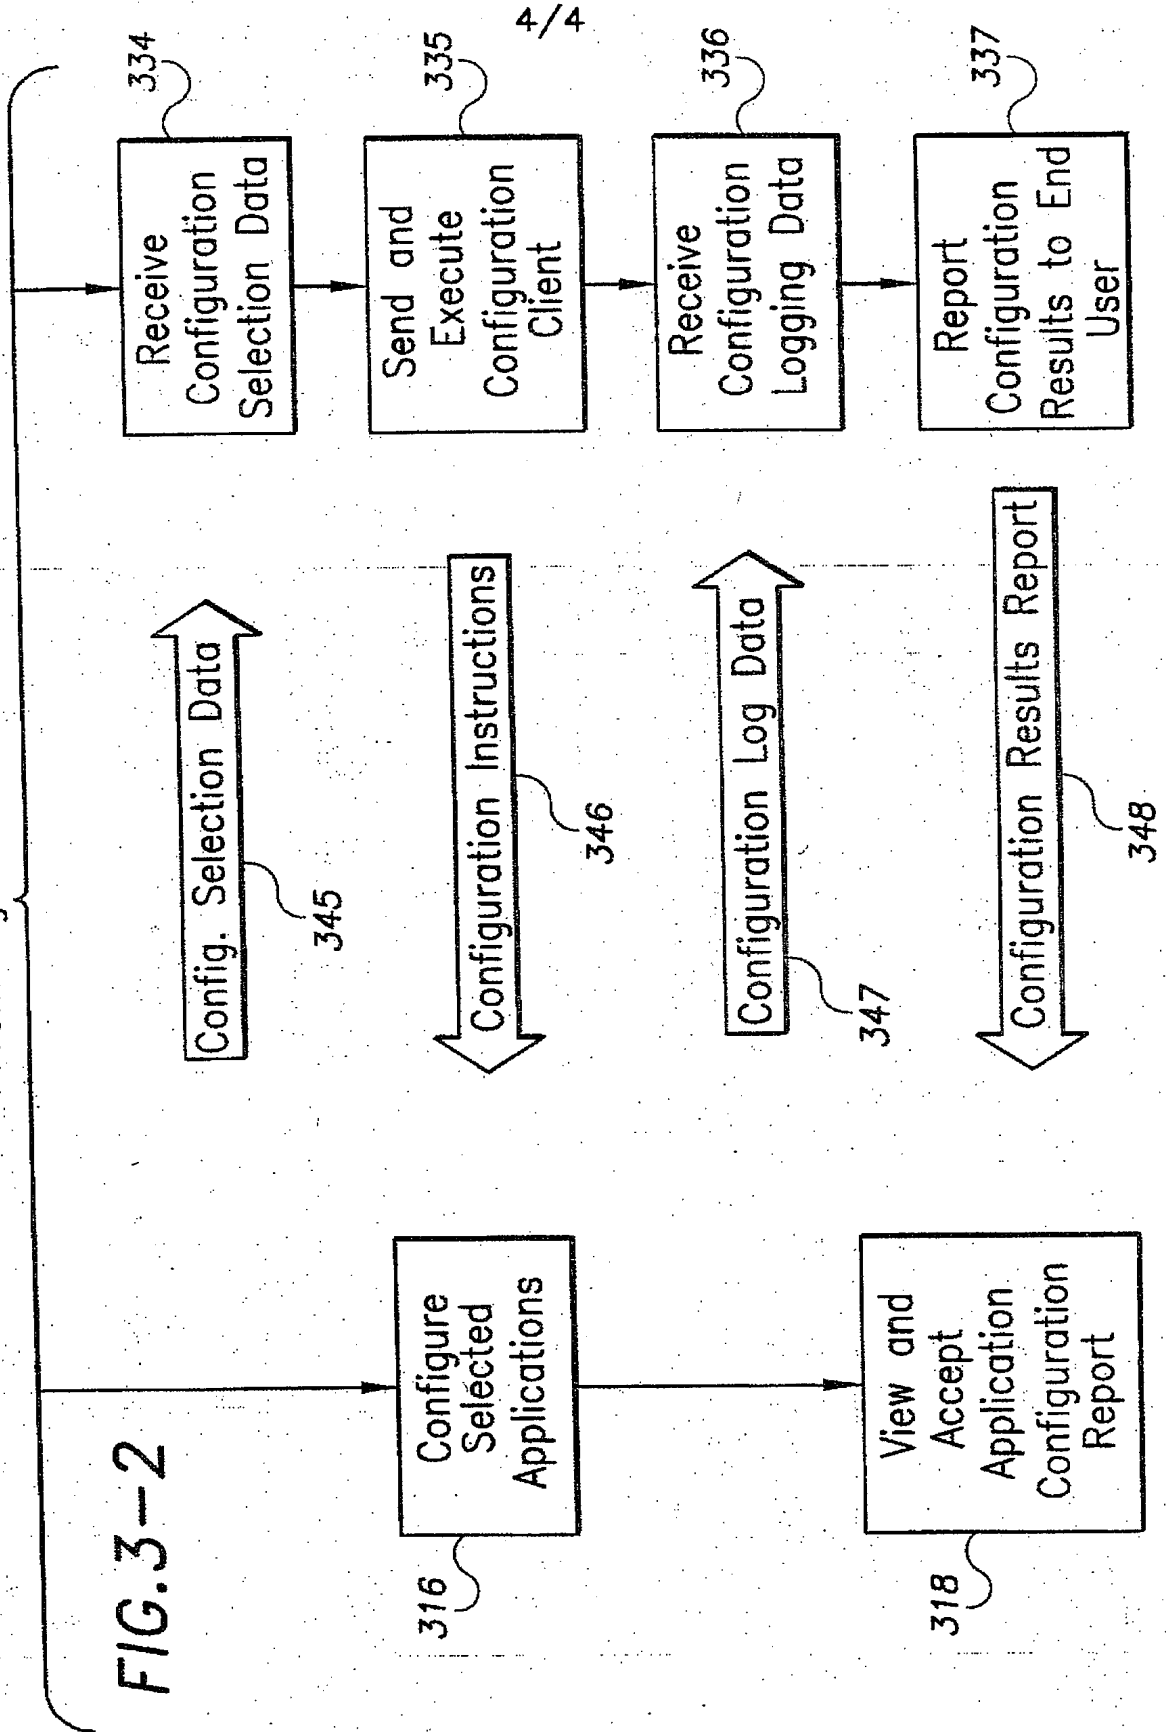 4/4
FIG.3-2
334
Receive
Configuration
Selection Data
Config. Selection Data
345
335
Send and
Execute
Configuration
Client
Configuration Instructions
346
316
Configure
Selected
Applications
336
Receive
Configuration
Logging Data
Configuration Log Data
347
337
Report
Configuration
Results to End
User
Configuration Results Report
348
318
View and
Accept
Application
Configuration
Report